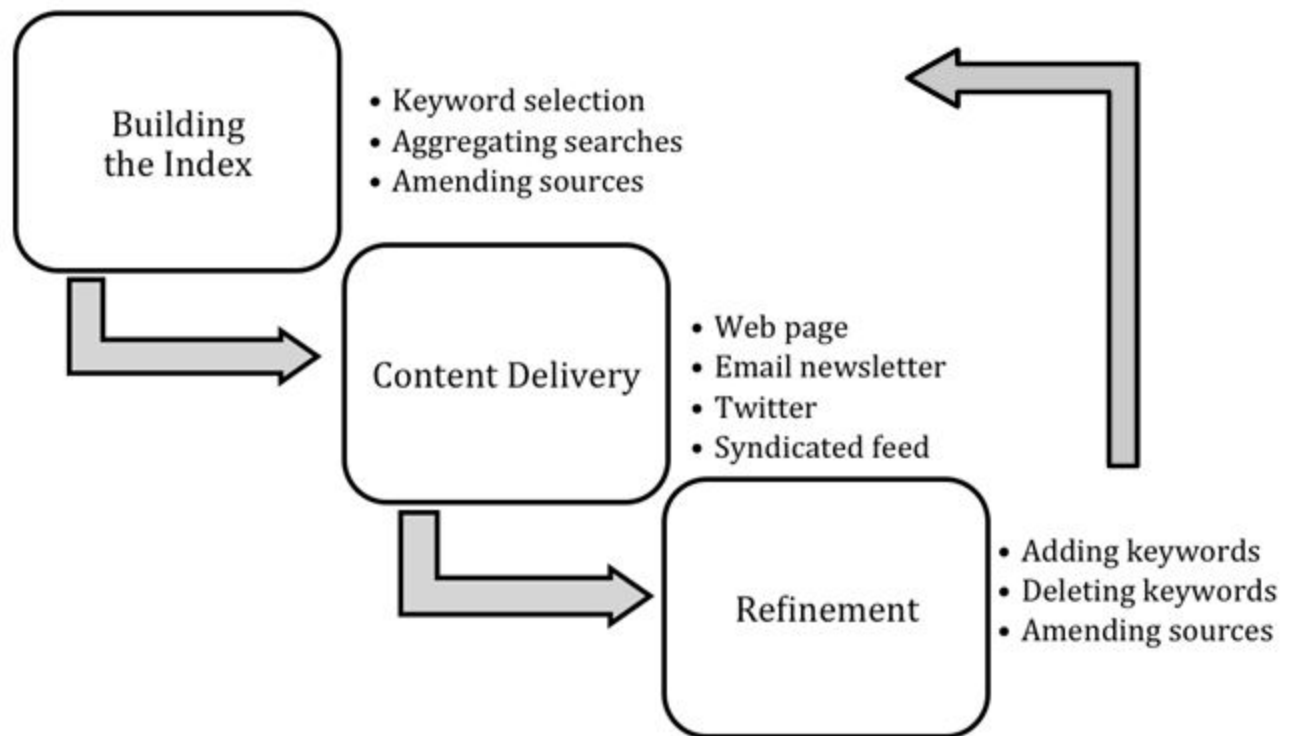 Building
the Index
• Keyword selection
• Aggregating searches
• Amending sources
Content Delivery
• Web page
• Email newsletter
• Twitter
• Syndicated feed
Refinement
• Adding keywords
• Deleting keywords
• Amending sources